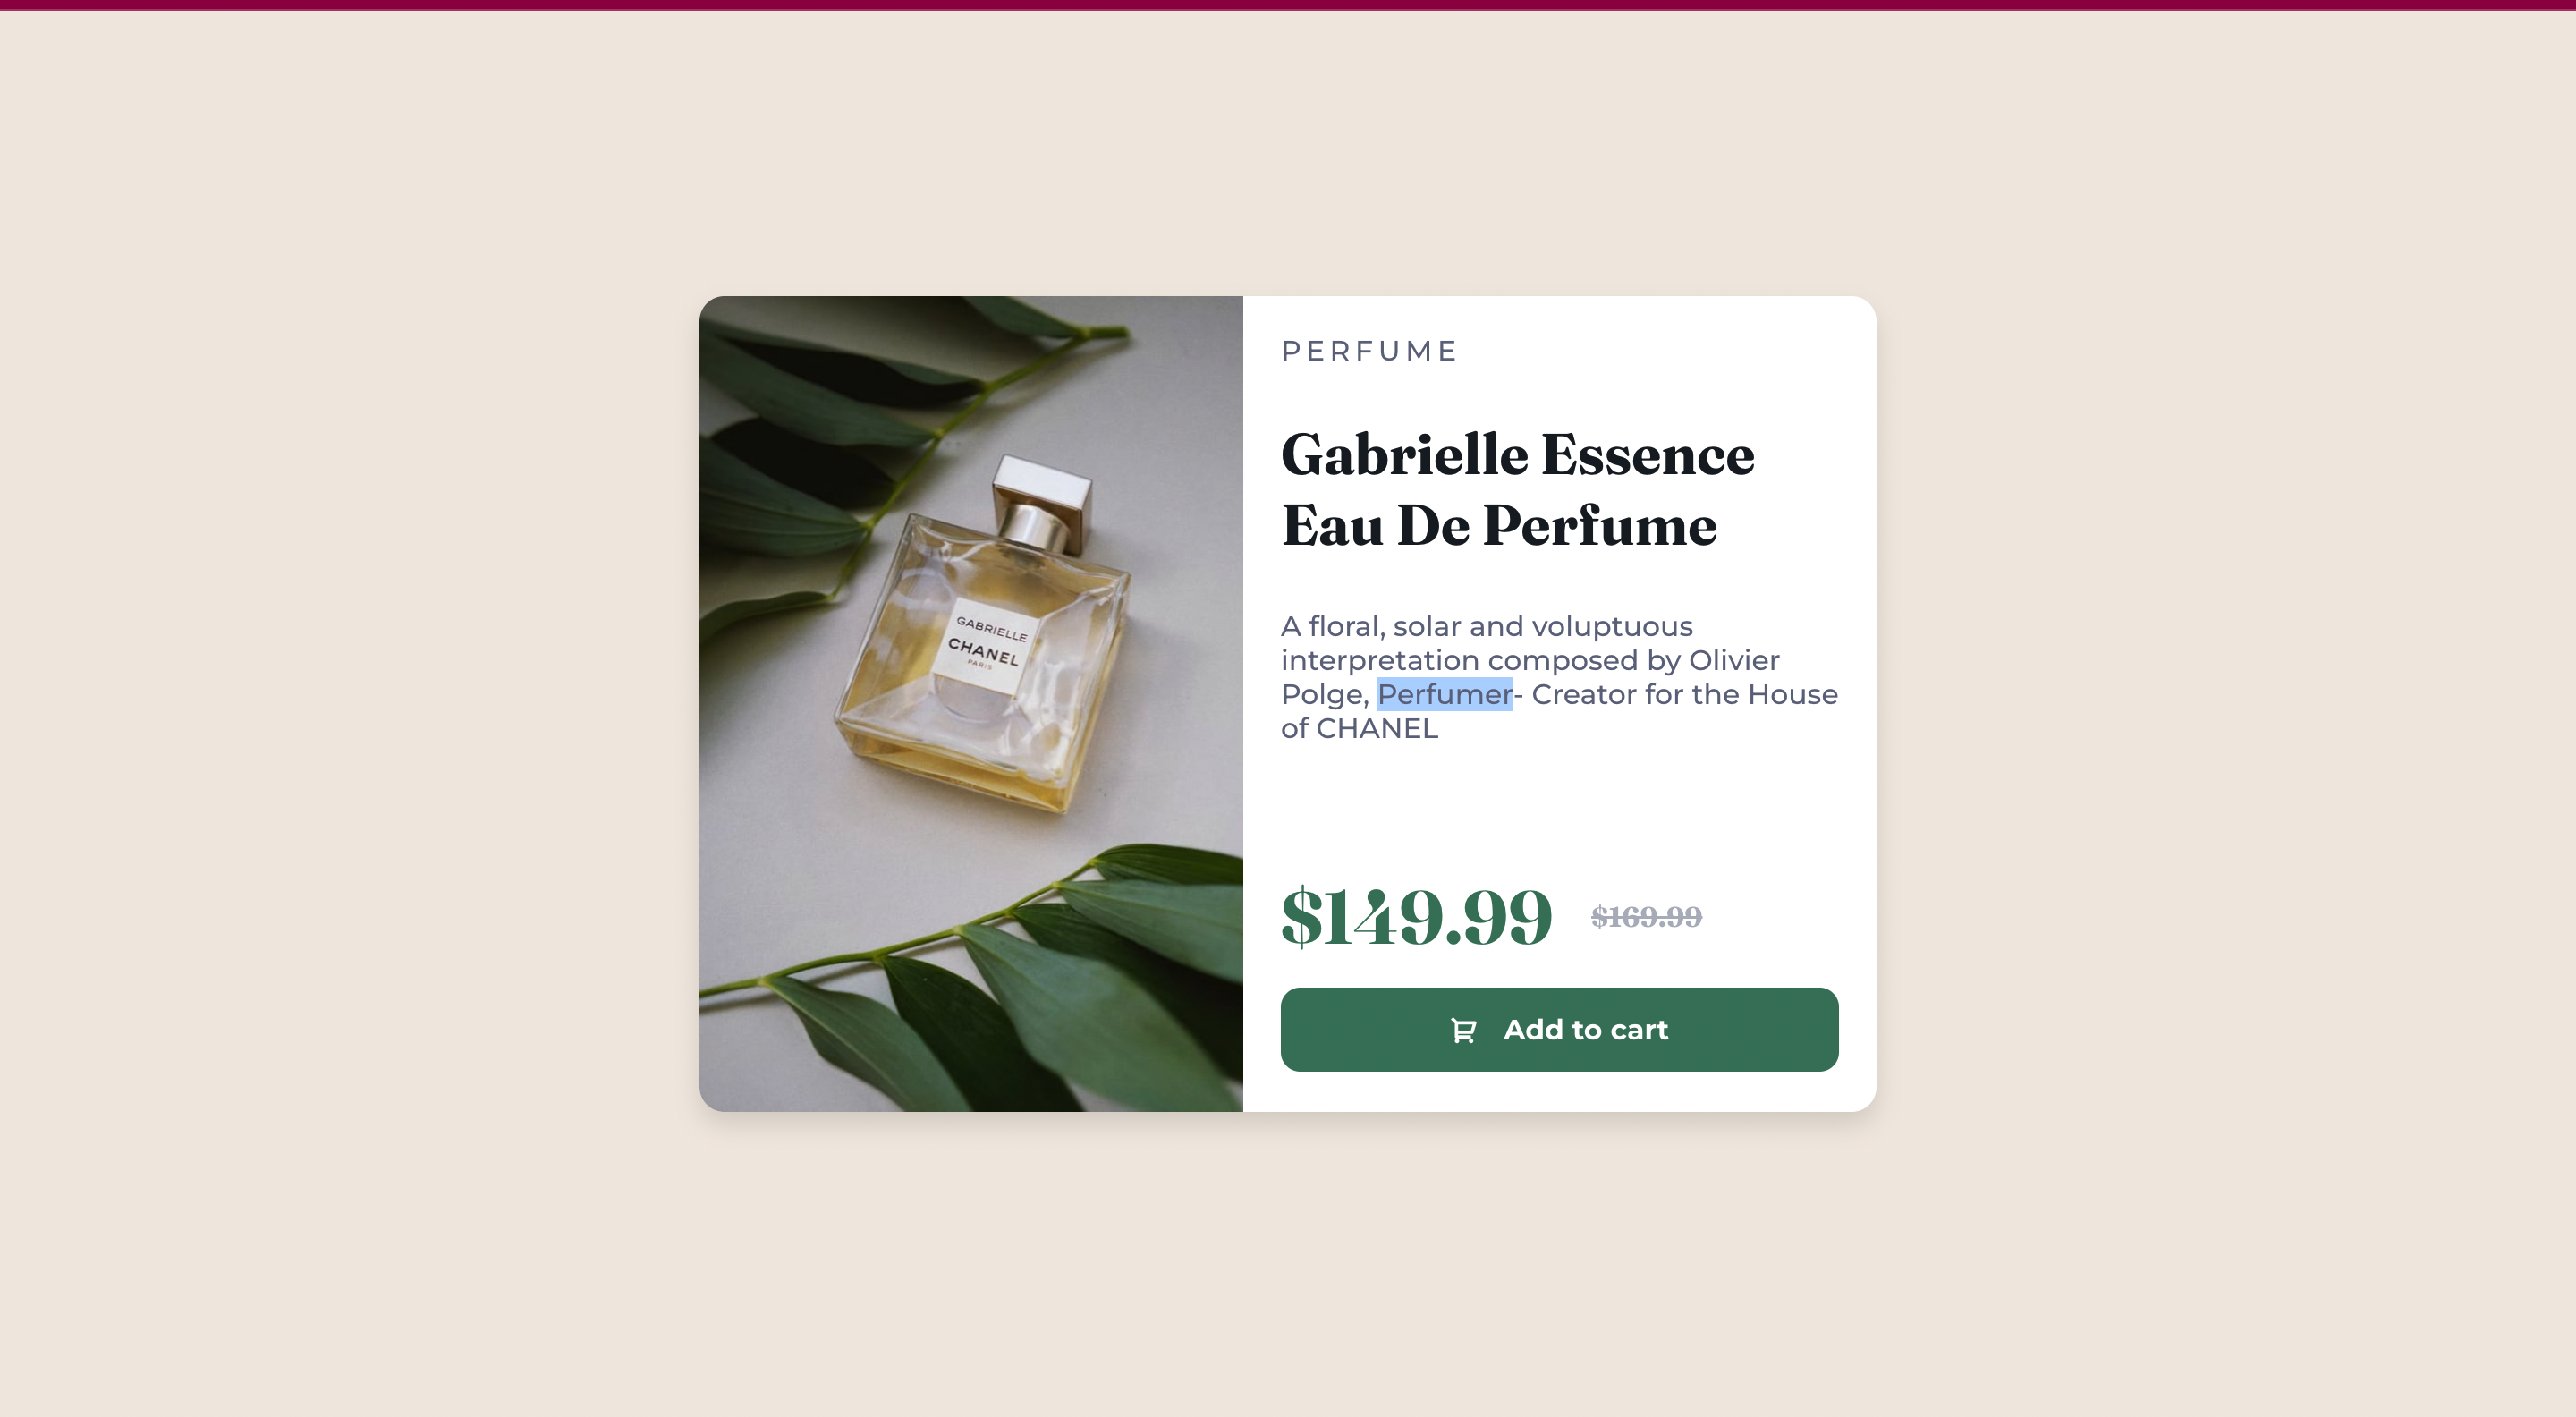 PERFUME
Gabrielle Essence
Eau De Perfume
A floral, solar and voluptuous
interpretation composed by Olivier
Polge, Perfumer- Creator for the House
of CHANEL
$149.99 $169.99
Add to cart
GABRIELLE
CHANEL
PARIS